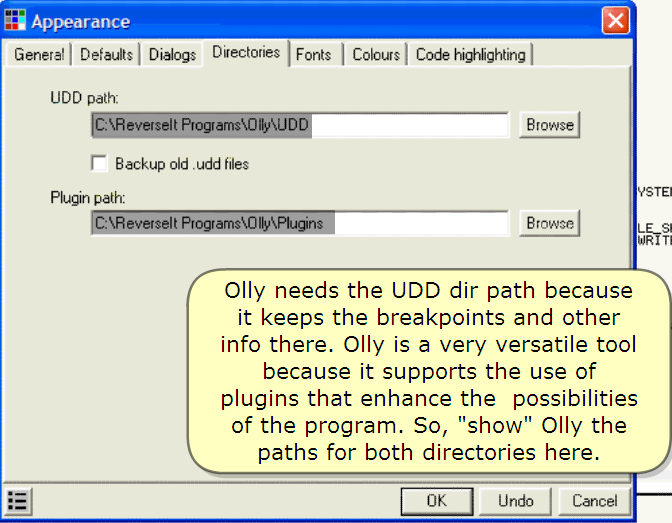 Appearance
General Defaults Dialogs Directories Fonts Colours Code highlighting
UDD path:
C:\ReverseIt Programs\Olly\UDD Browse
Backup old .udd files
Plugin path:
C:\ReverseIt Programs\Olly\Plugins Browse
Olly needs the UDD dir path because
it keeps the breakpoints and other
info there. Olly is a very versatile tool
because it supports the use of
plugins that enhance the possibilities
of the program. So, "show" Olly the
paths for both directories here.
OK Undo Cancel